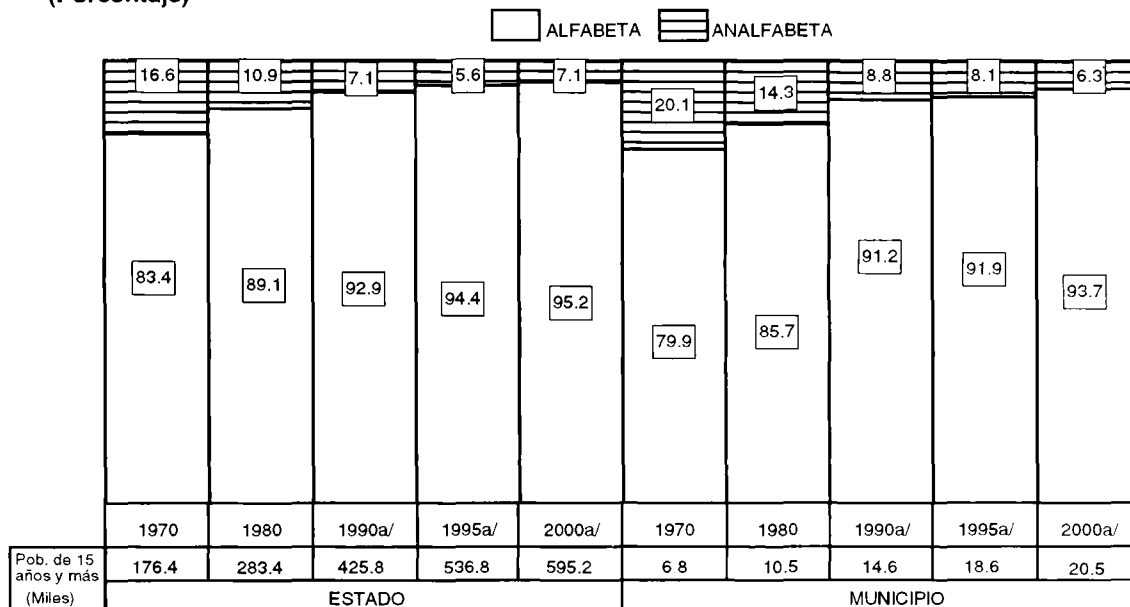 (Porcentaje)
ALFABETA ANALFABETA
16.6 10.9 7.1 5.6 7.1 20.1 14.3 8.8 8.1 6.3
83.4 89.1 92.9 94.4 95.2 79.9 85.7 91.2 91.9 93.7
1970 1980 1990a/ 1995a/ 2000a/ 1970 1980 1990a/ 1995a/ 2000a/
Pob. de 15
años y más
(Miles)
176.4 283.4 425.8 536.8 595.2 6.8 10.5 14.6 18.6 20.5
ESTADO MUNICIPIO